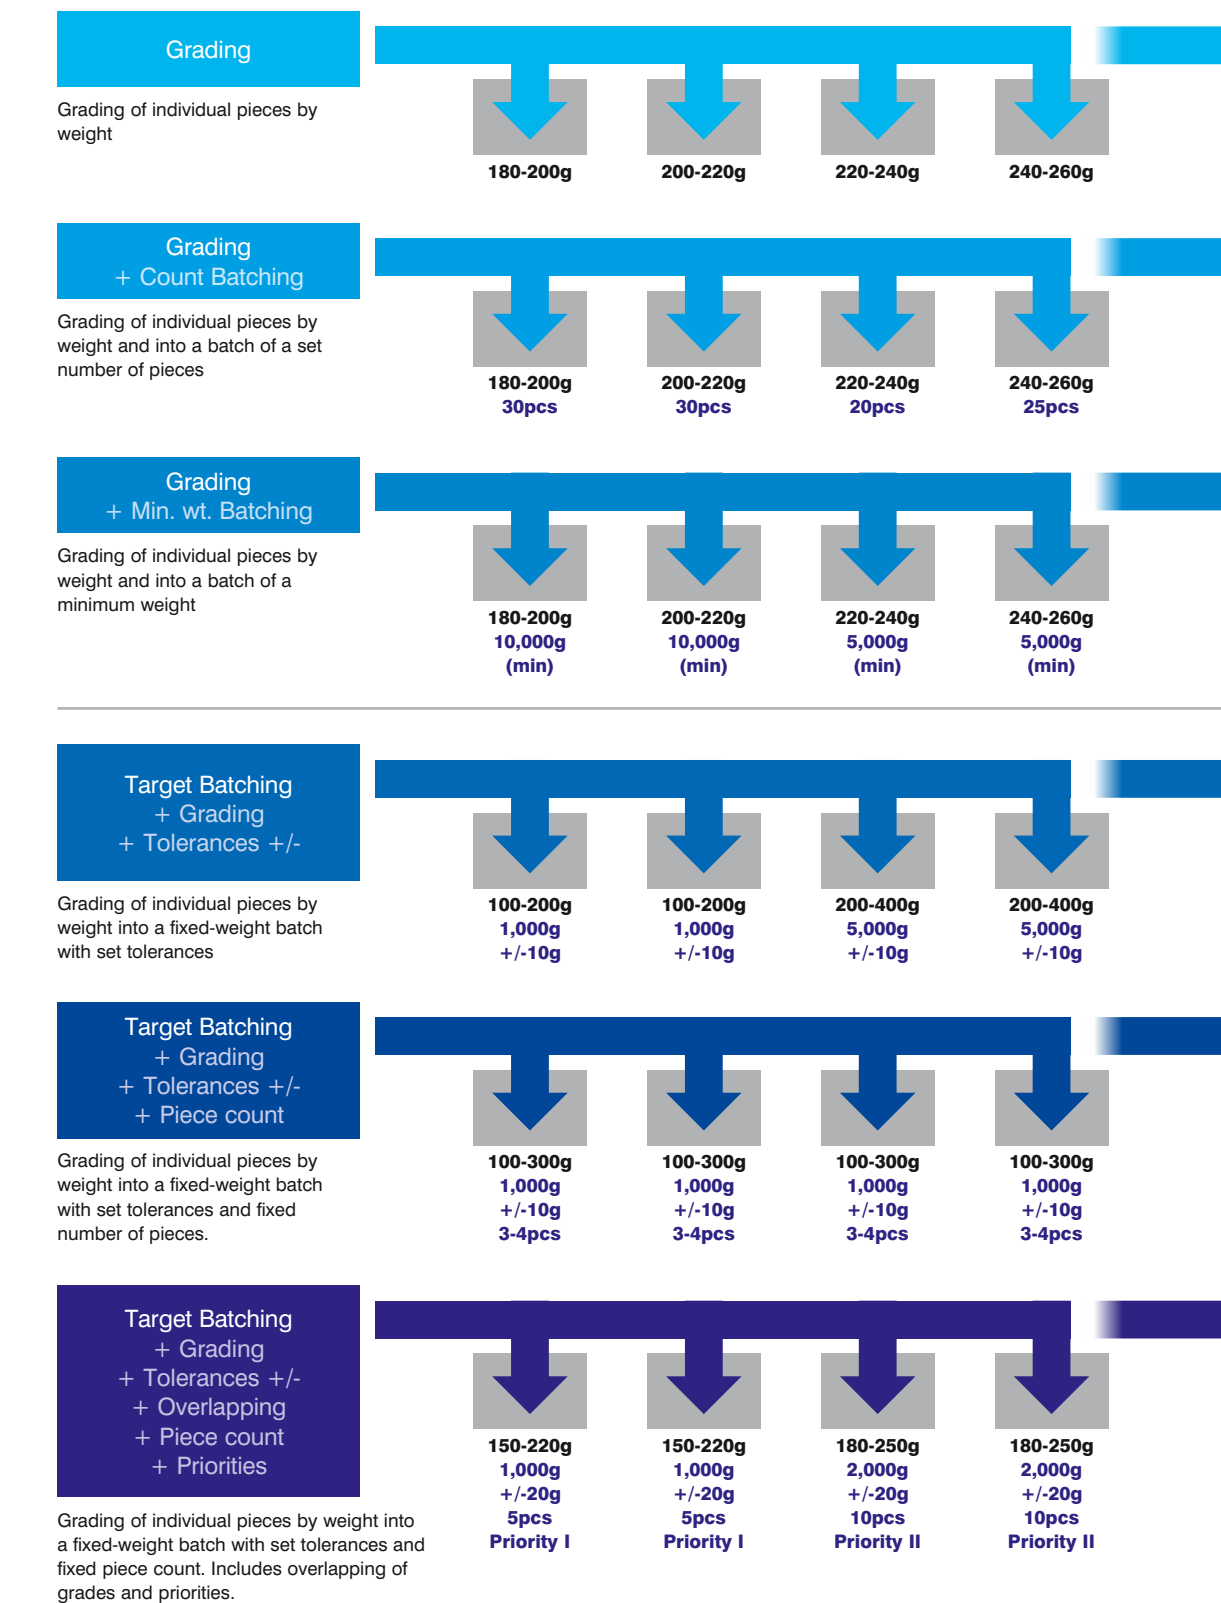 Grading
Grading of individual pieces by
weight
180-200g
200-220g
220-240g
240-260g
Grading
+ Count Batching
Grading of individual pieces by
weight and into a batch of a set
number of pieces
180-200g
30pcs
200-220g
30pcs
220-240g
20pcs
240-260g
25pcs
Grading
+ Min. wt. Batching
Grading of individual pieces by
weight and into a batch of a
minimum weight
180-200g
10,000g
(min)
200-220g
10,000g
(min)
220-240g
5,000g
(min)
240-260g
5,000g
(min)
Target Batching
+ Grading
+ Tolerances +/-
Grading of individual pieces by
weight into a fixed-weight batch
with set tolerances
100-200g
1,000g
+/-10g
100-200g
1,000g
+/-10g
200-400g
5,000g
+/-10g
200-400g
5,000g
+/-10g
Target Batching
+ Grading
+ Tolerances +/-
+ Piece count
Grading of individual pieces by
weight into a fixed-weight batch
with set tolerances and fixed
number of pieces.
100-300g
1,000g
+/-10g
3-4pcs
100-300g
1,000g
+/-10g
3-4pcs
100-300g
1,000g
+/-10g
3-4pcs
100-300g
1,000g
+/-10g
3-4pcs
Target Batching
+ Grading
+ Tolerances +/-
+ Overlapping
+ Piece count
+ Priorities
Grading of individual pieces by weight into
a fixed-weight batch with set tolerances and
fixed piece count. Includes overlapping of
grades and priorities.
150-220g
1,000g
+/-20g
5pcs
Priority I
150-220g
1,000g
+/-20g
5pcs
Priority I
180-250g
2,000g
+/-20g
10pcs
Priority II
180-250g
2,000g
+/-20g
10pcs
Priority II